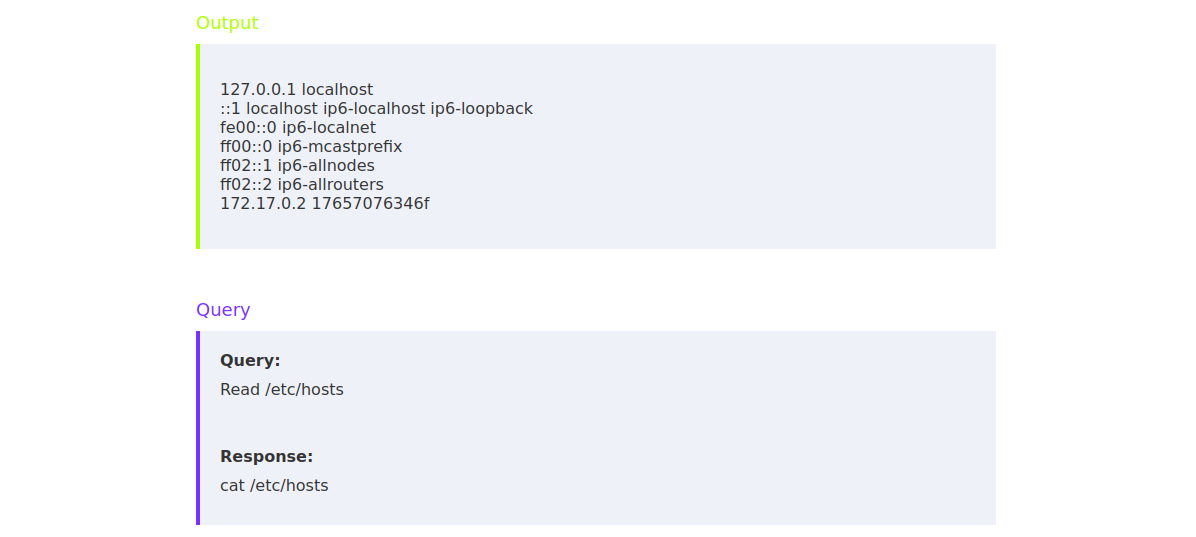 Output
127.0.0.1 localhost
::1 localhost ip6-localhost ip6-loopback
fe00::0 ip6-localnet
ff00::0 ip6-mcastprefix
ff02::1 ip6-allnodes
ff02::2 ip6-allrouters
172.17.0.2 17657076346f
Query
Query:
Read /etc/hosts
Response:
cat /etc/hosts